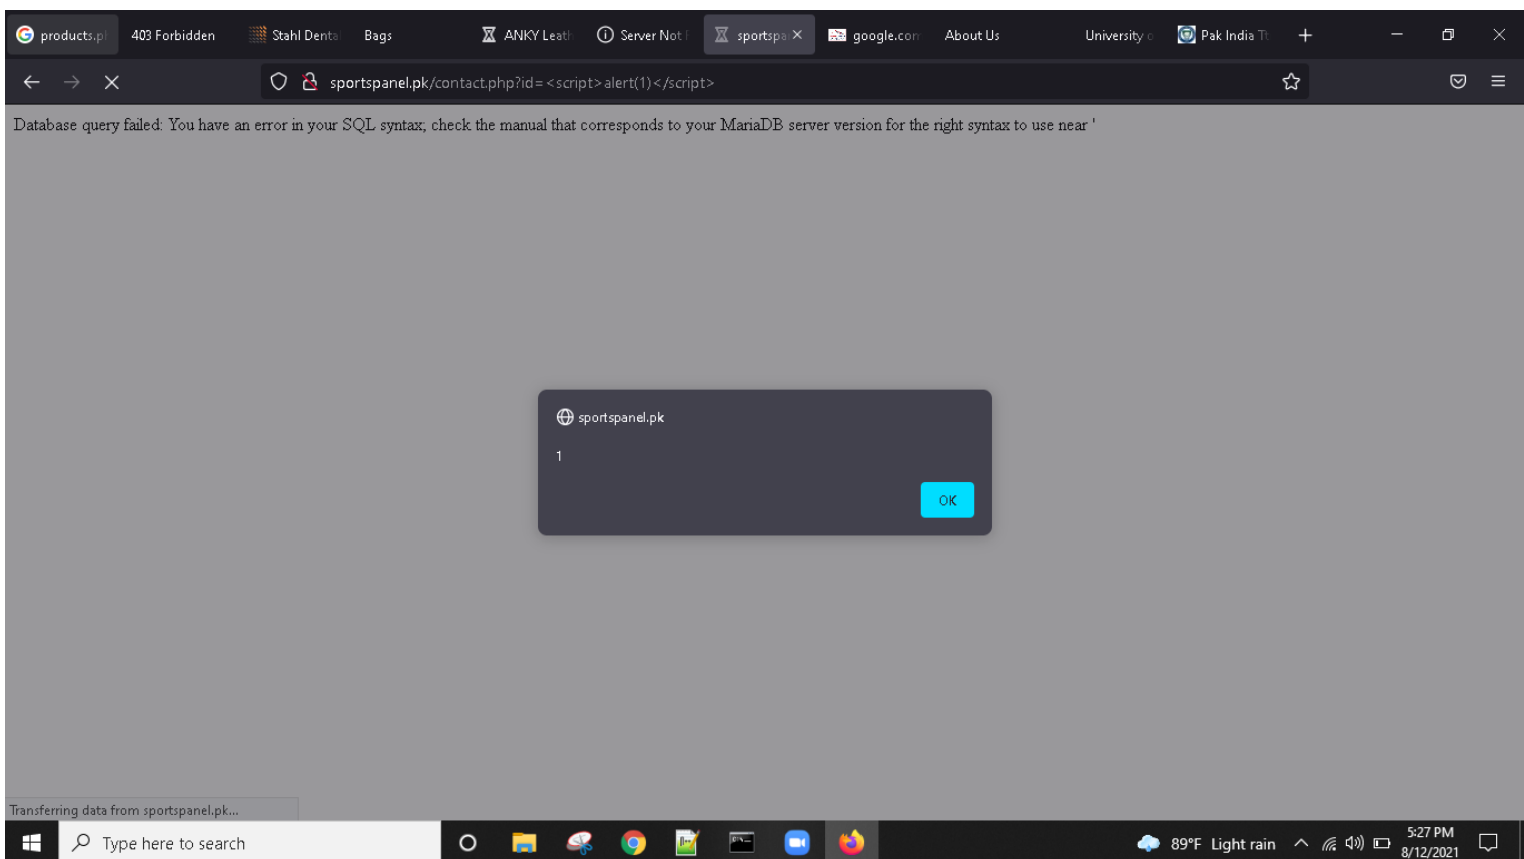 products.p
403 Forbidden
Stahl Denta
Bags
ANKY Leath
Server Not F
sportspa
google.com
About Us
University o
Pak India Tt
sportspanel.pk/contact.php?id=<script>alert(1)</script>
Database query failed: You have an error in your SQL syntax; check the manual that corresponds to your MariaDB server version for the right syntax to use near '
sportspanel.pk
1
OK
Transferring data from sportspanel.pk...
Type here to search
89°F Light rain
5:27 PM
8/12/2021